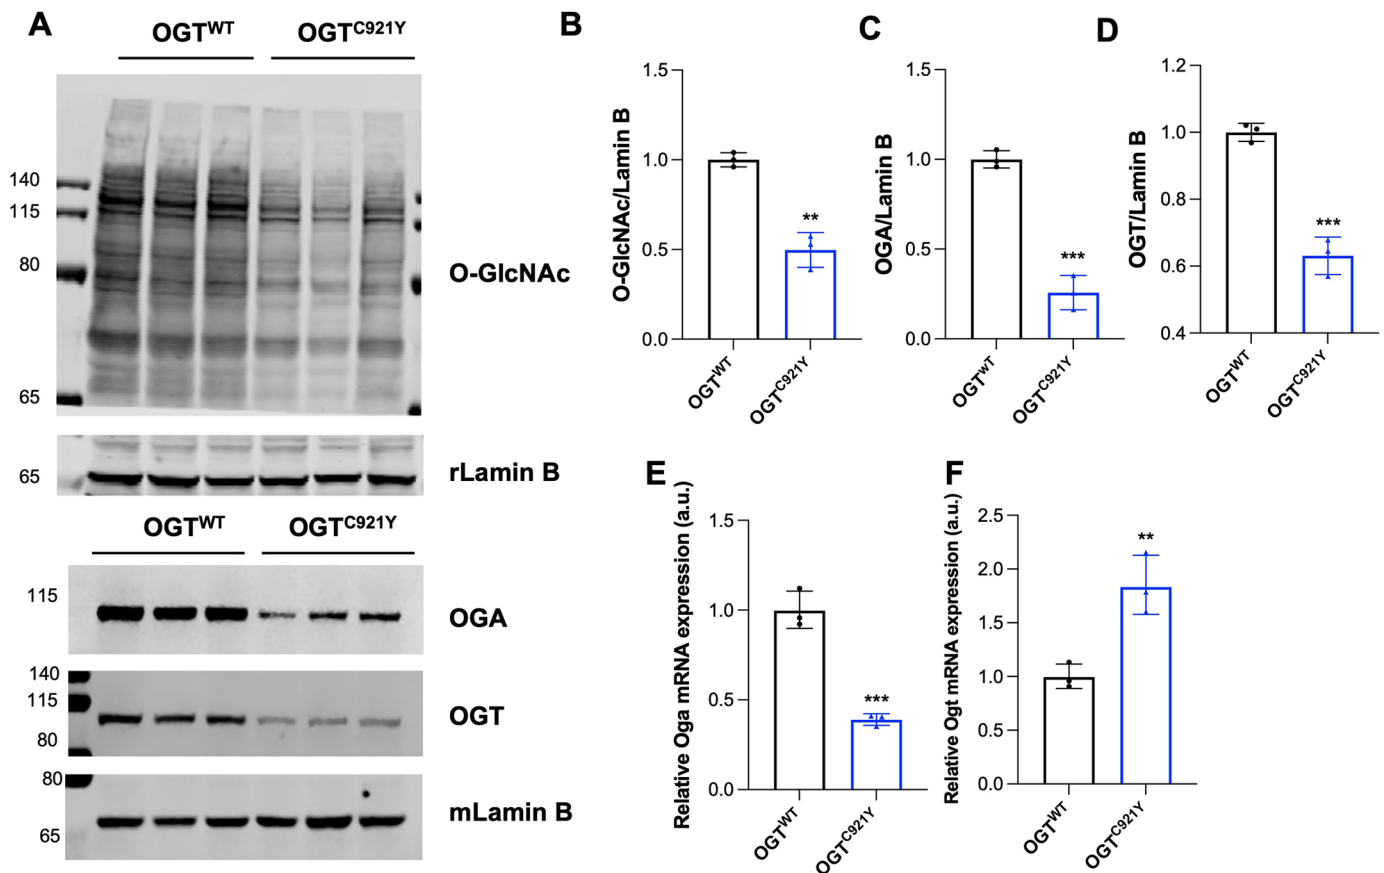 A
OGTWT OGTC921Y
140
115
80
65
O-GlcNAc
65
rLamin B
OGTWT OGTC921Y
115
OGA
140
115
80
OGT
80
65
mLamin B
B
O-GlcNAc/Lamin B
1.5
1.0
0.5
0.0
**
OGTWT
OGTC921Y
C
OGA/Lamin B
1.5
1.0
0.5
0.0
***
OGTwT
OGTC921Y
D
OGT/Lamin B
1.2
1.0
0.8
0.6
0.4
***
OGTWT
OGTC921Y
E
Relative Oga mRNA expression (a.u.)
1.5
1.0
0.5
0.0
***
OGTWT
OGTC921Y
F
Relative Ogt mRNA expression (a.u.)
2.5
2.0
1.5
1.0
0.5
0.0
**
OGTWT
OGTC921Y